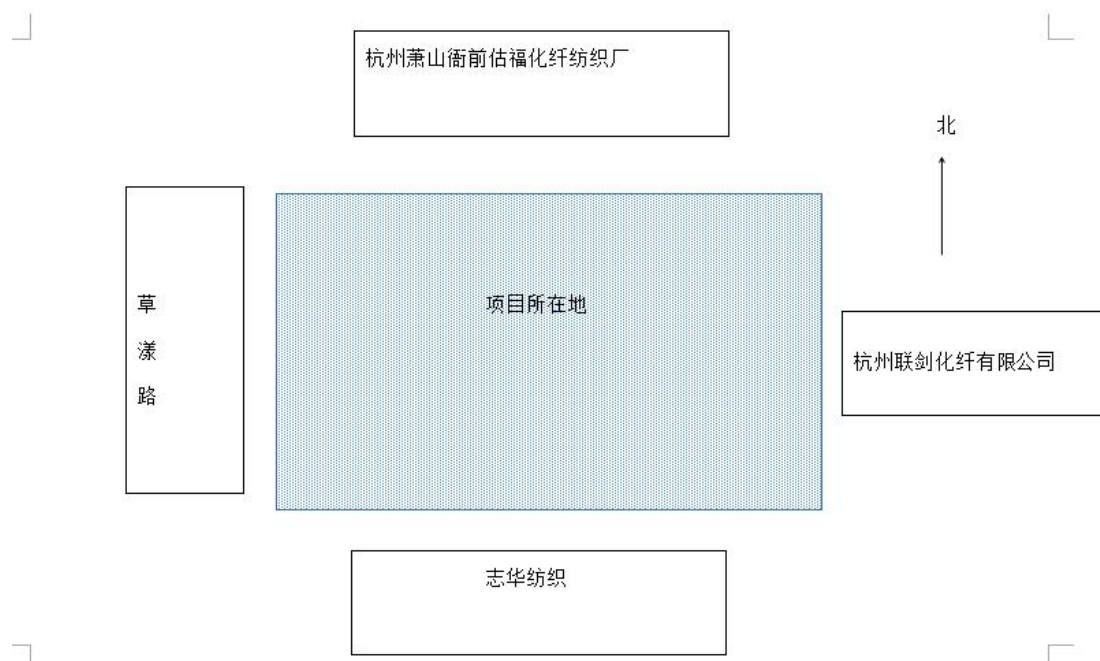 杭州萧山衙前估福化纤纺织厂
北
草
漾
路
项目所在地
杭州联剑化纤有限公司
志华纺织